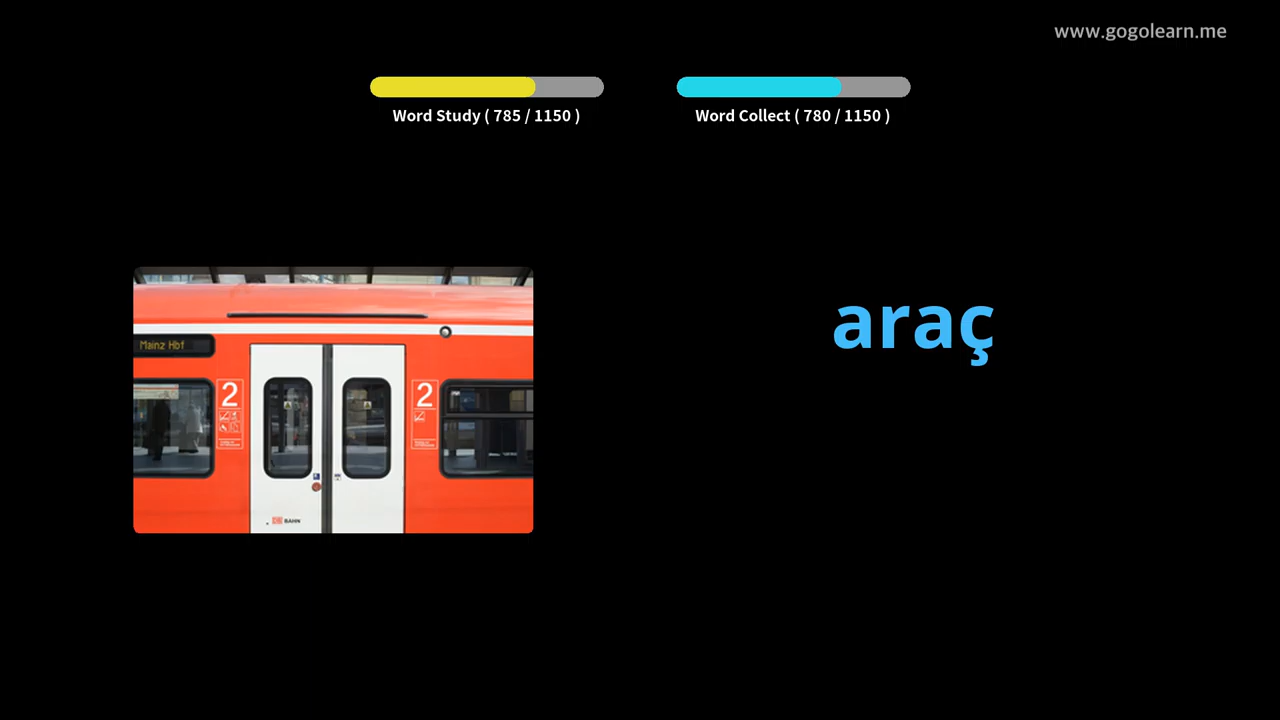 www.gogolearn.me
Word Study ( 785 / 1150 )
Word Collect ( 780 / 1150 )
araç
Mainz Hbf
2
2
DB BAHN